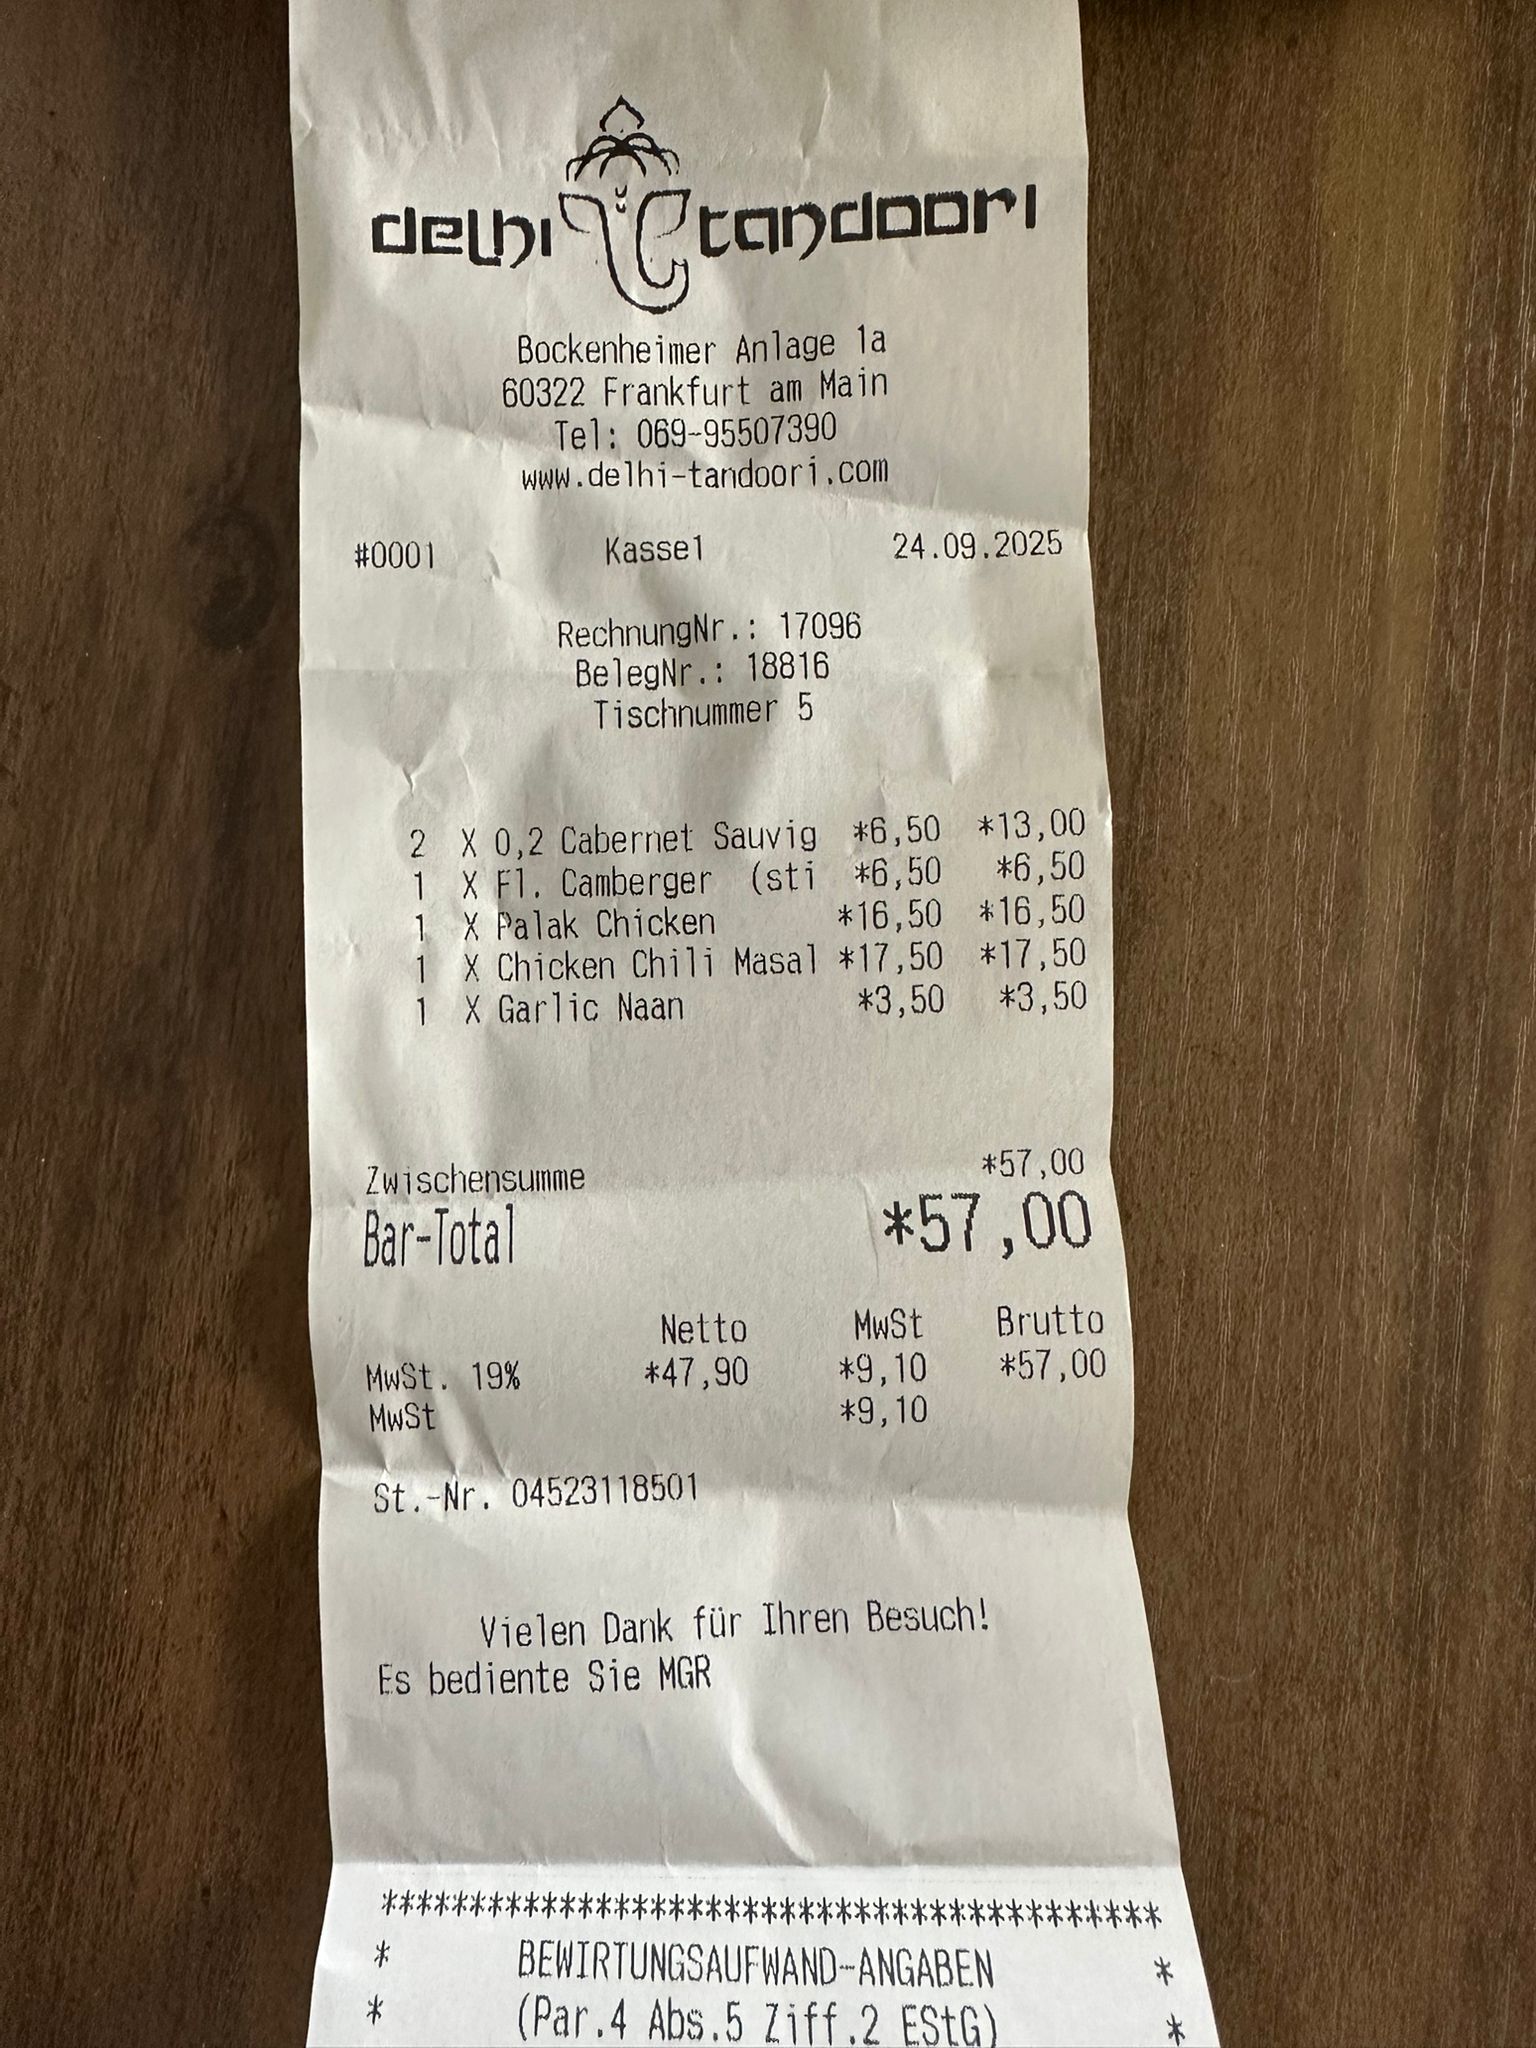 delhi tandoori
Bockenheimer Anlage 1a
60322 Frankfurt am Main
Tel: 069-95507390
www.delhi-tandoori.com
#0001 Kasse1 24.09.2025
RechnungNr.: 17096
BelegNr.: 18816
Tischnummer 5
2 X 0,2 Cabernet Sauvig *6,50 *13,00
1 X Fl. Camberger (sti *6,50 *6,50
1 X Palak Chicken *16,50 *16,50
1 X Chicken Chili Masal *17,50 *17,50
1 X Garlic Naan *3,50 *3,50
Zwischensumme *57,00
Bar-Total *57,00
Netto MwSt Brutto
MwSt. 19% *47,90 *9,10 *57,00
MwSt *9,10
St.-Nr. 04523118501
Vielen Dank für Ihren Besuch!
Es bediente Sie MGR
*******************************************
* BEWIRTUNGSAUFWAND-ANGABEN *
* (Par.4 Abs.5 Ziff.2 EStG) *